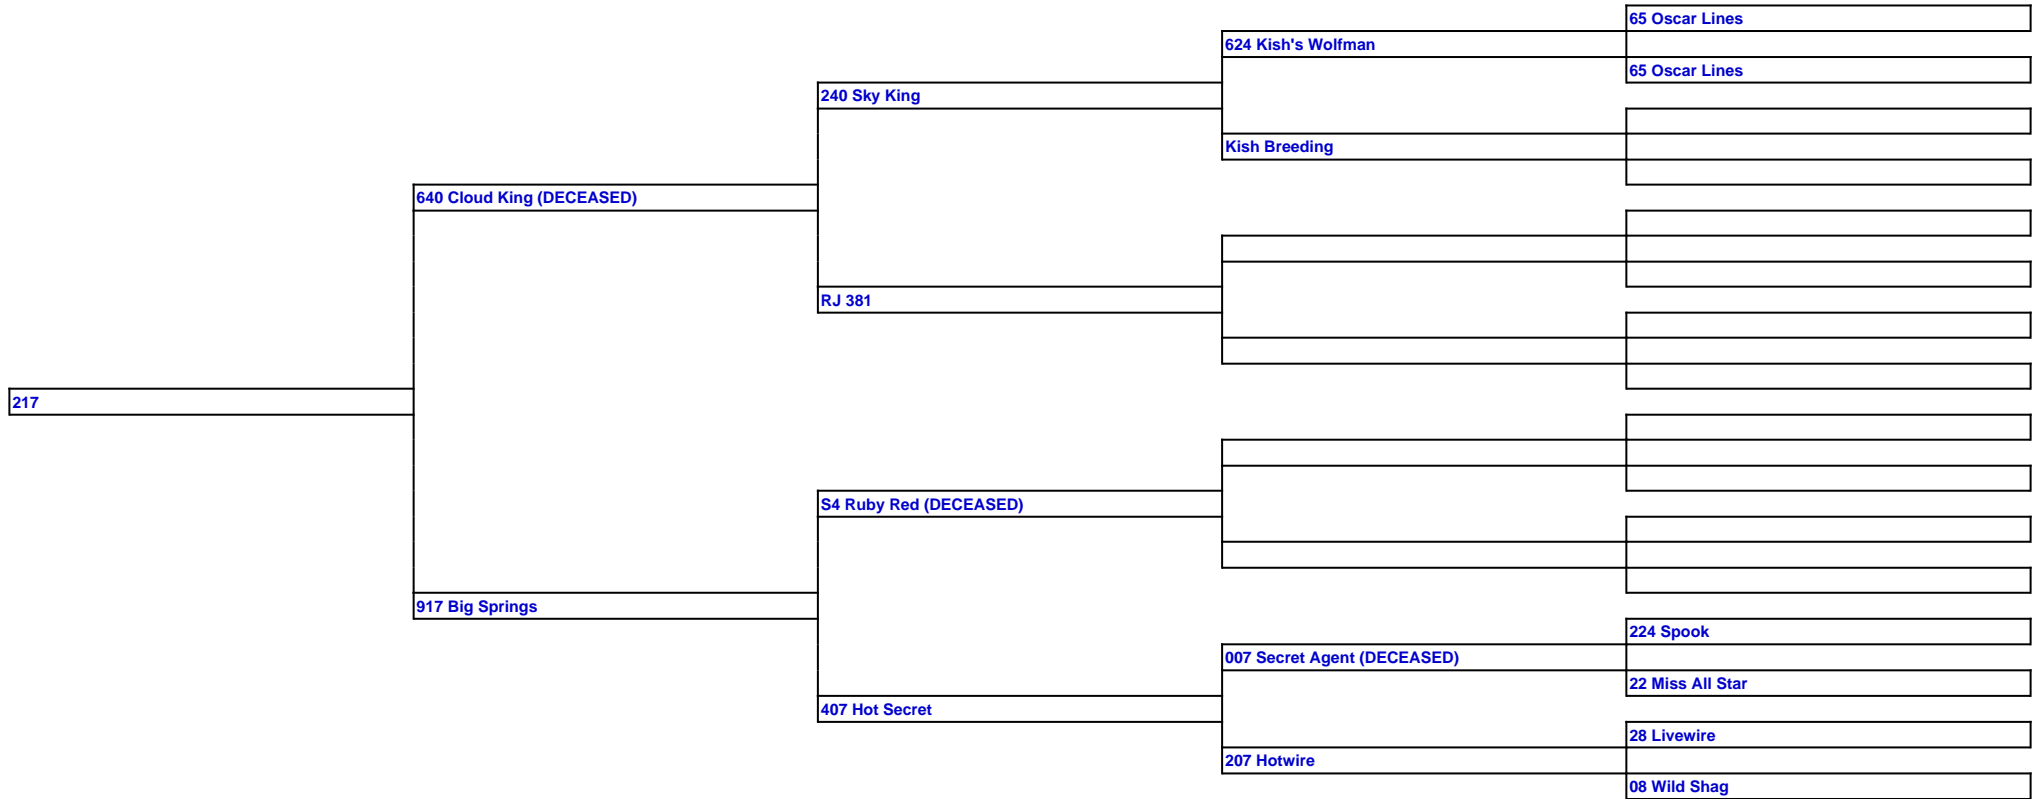 65 Oscar Lines
624 Kish's Wolfman
65 Oscar Lines
240 Sky King
Kish Breeding
640 Cloud King (DECEASED)
RJ 381
217
S4 Ruby Red (DECEASED)
917 Big Springs
224 Spook
007 Secret Agent (DECEASED)
22 Miss All Star
407 Hot Secret
28 Livewire
207 Hotwire
08 Wild Shag